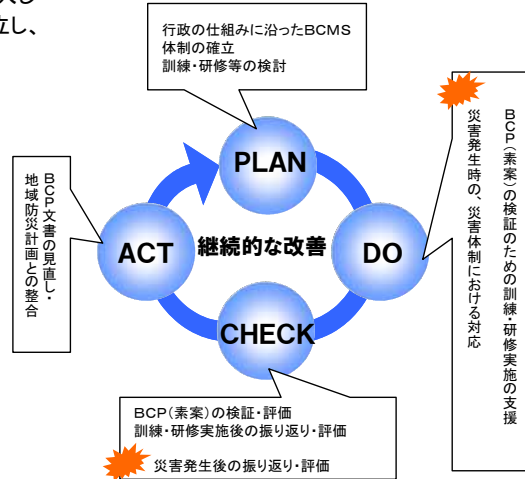 立し、
行政の仕組みに沿ったBCMS
体制の確立
訓練・研修等の検討
PLAN
BCP(素案)の検証のための訓練・研修実施の支援
災害発生時の、災害体制における対応
BCP文書の見直し・
地域防災計画との整合
ACT
継続的な改善
DO
CHECK
BCP(素案)の検証・評価
訓練・研修実施後の振り返り・評価
災害発生後の振り返り・評価